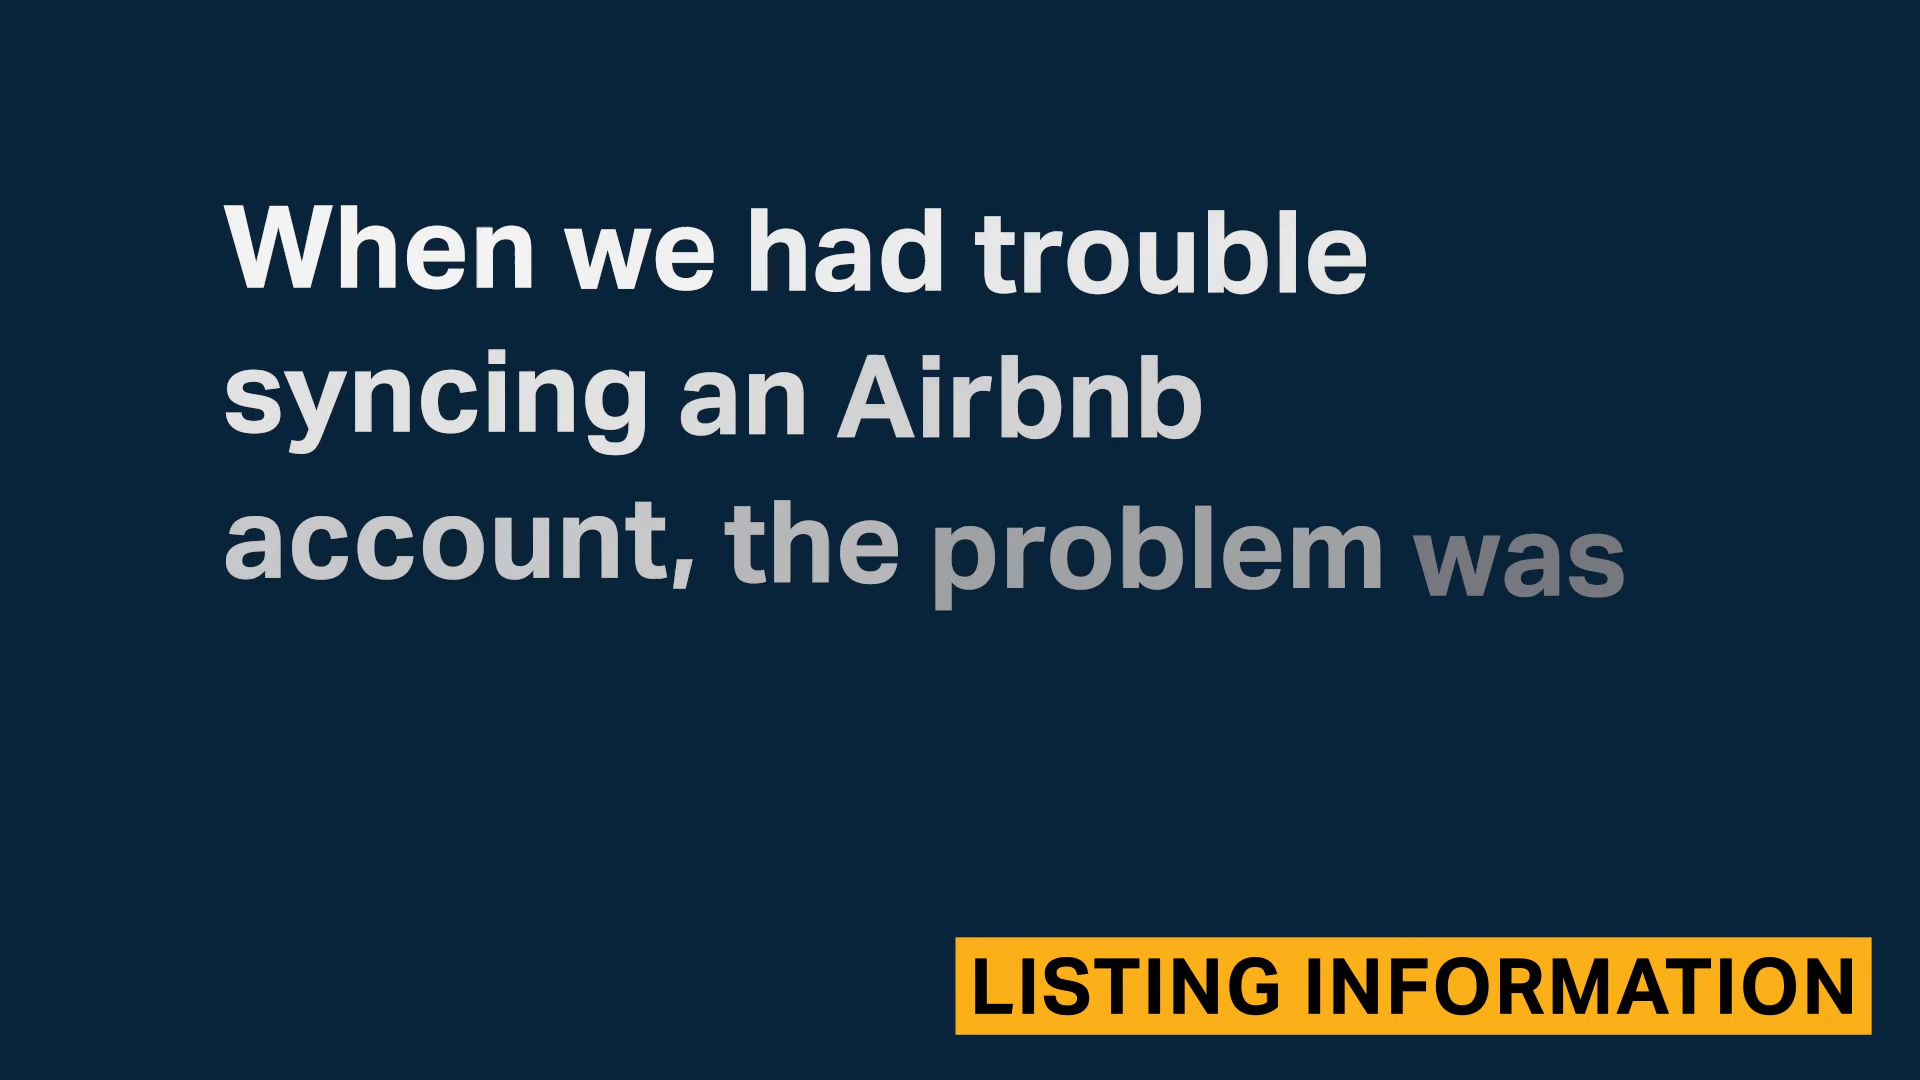 When we had trouble
syncing an Airbnb
account, the problem was
LISTING INFORMATION